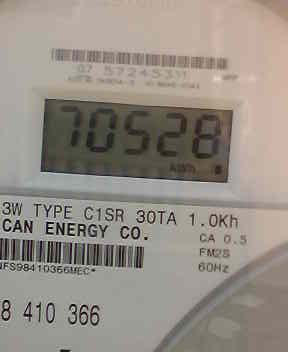 07 57245311
70528
3W TYPE C1SR 30TA 1.0Kh
CAN ENERGY CO.
CA 0.5
FM2S
60Hz
NFS98410366MEC*
8 410 366